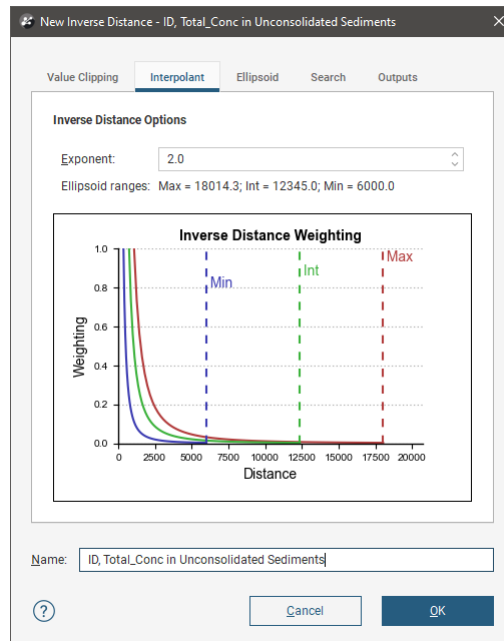 New Inverse Distance - ID, Total_Conc in Unconsolidated Sediments
Value Clipping Interpolant Ellipsoid Search Outputs
Inverse Distance Options
Exponent: 2.0
Ellipsoid ranges: Max = 18014.3; Int = 12345.0; Min = 6000.0
Inverse Distance Weighting
1.0
0.8
0.6
0.4
0.2
0.0
Weighting
Min
Int
Max
0 2500 5000 7500 10000 12500 15000 17500 20000
Distance
Name: ID, Total_Conc in Unconsolidated Sediments
? Cancel OK